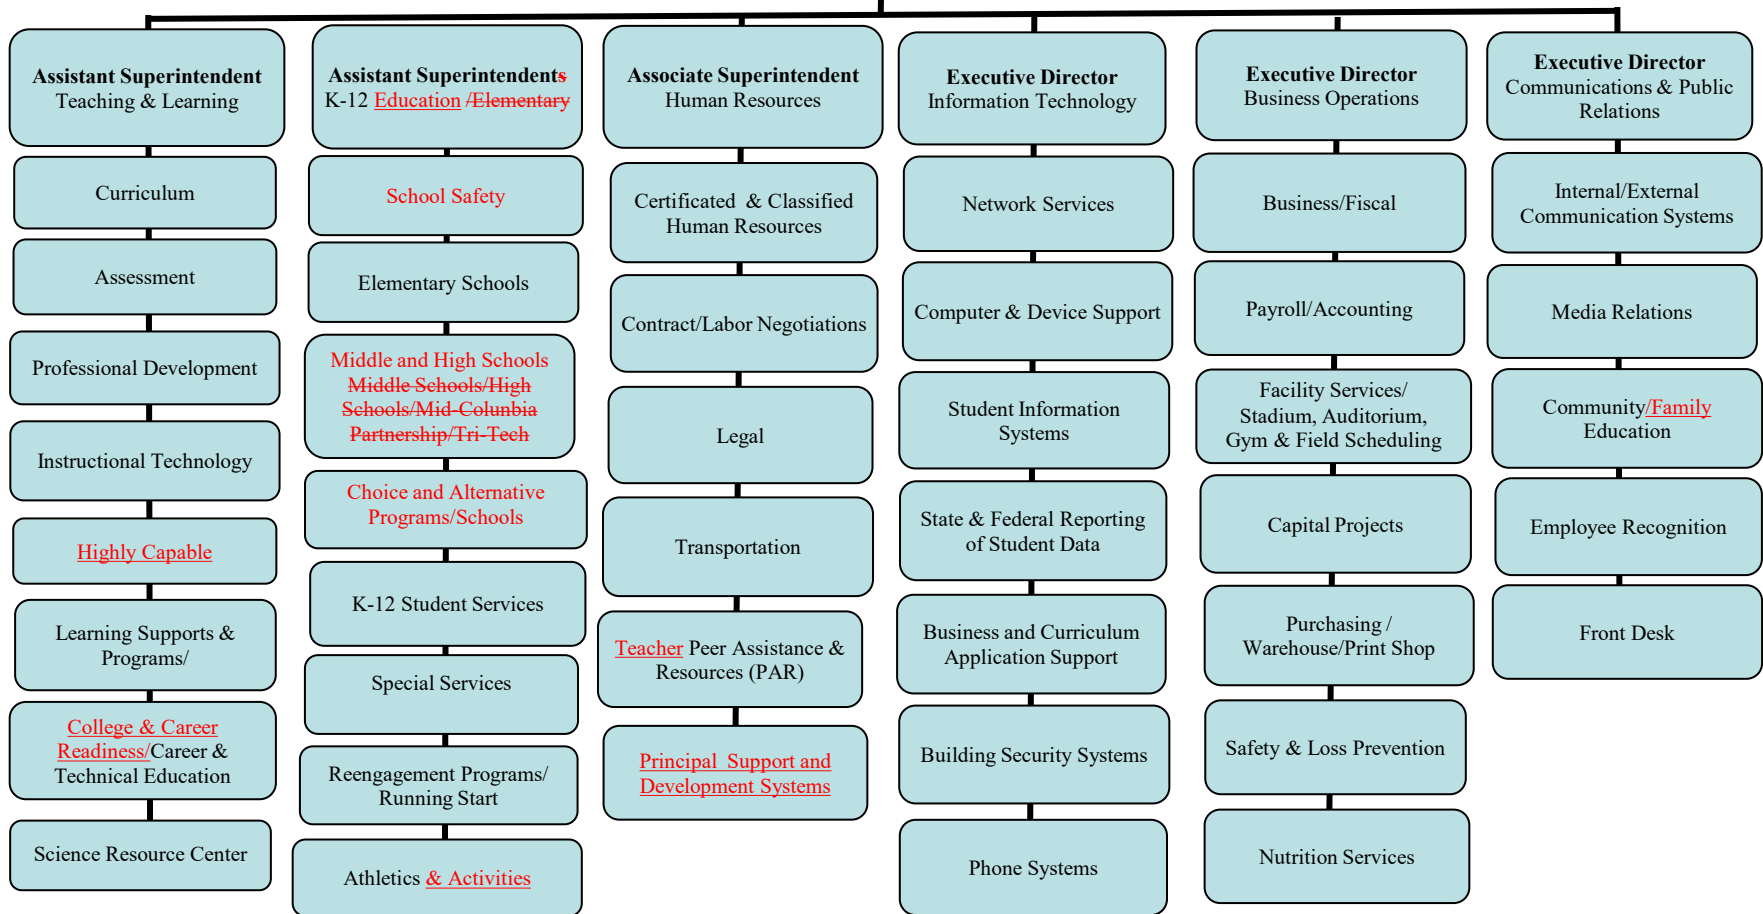 Assistant Superintendent
Teaching & Learning
Curriculum
Assessment
Professional Development
Instructional Technology
Highly Capable
Learning Supports &
Programs/
College & Career
Readiness/Career &
Technical Education
Science Resource Center
Assistant Superintendents
K-12 Education /Elementary
School Safety
Elementary Schools
Middle and High Schools
Middle Schools/High
Schools/Mid-Colunbia
Partnership/Tri-Tech
Choice and Alternative
Programs/Schools
K-12 Student Services
Special Services
Reengagement Programs/
Running Start
Athletics & Activities
Associate Superintendent
Human Resources
Certificated & Classified
Human Resources
Contract/Labor Negotiations
Legal
Transportation
Teacher Peer Assistance &
Resources (PAR)
Principal Support and
Development Systems
Executive Director
Information Technology
Network Services
Computer & Device Support
Student Information
Systems
State & Federal Reporting
of Student Data
Business and Curriculum
Application Support
Building Security Systems
Phone Systems
Executive Director
Business Operations
Business/Fiscal
Payroll/Accounting
Facility Services/
Stadium, Auditorium,
Gym & Field Scheduling
Capital Projects
Purchasing /
Warehouse/Print Shop
Safety & Loss Prevention
Nutrition Services
Executive Director
Communications & Public
Relations
Internal/External
Communication Systems
Media Relations
Community/Family
Education
Employee Recognition
Front Desk